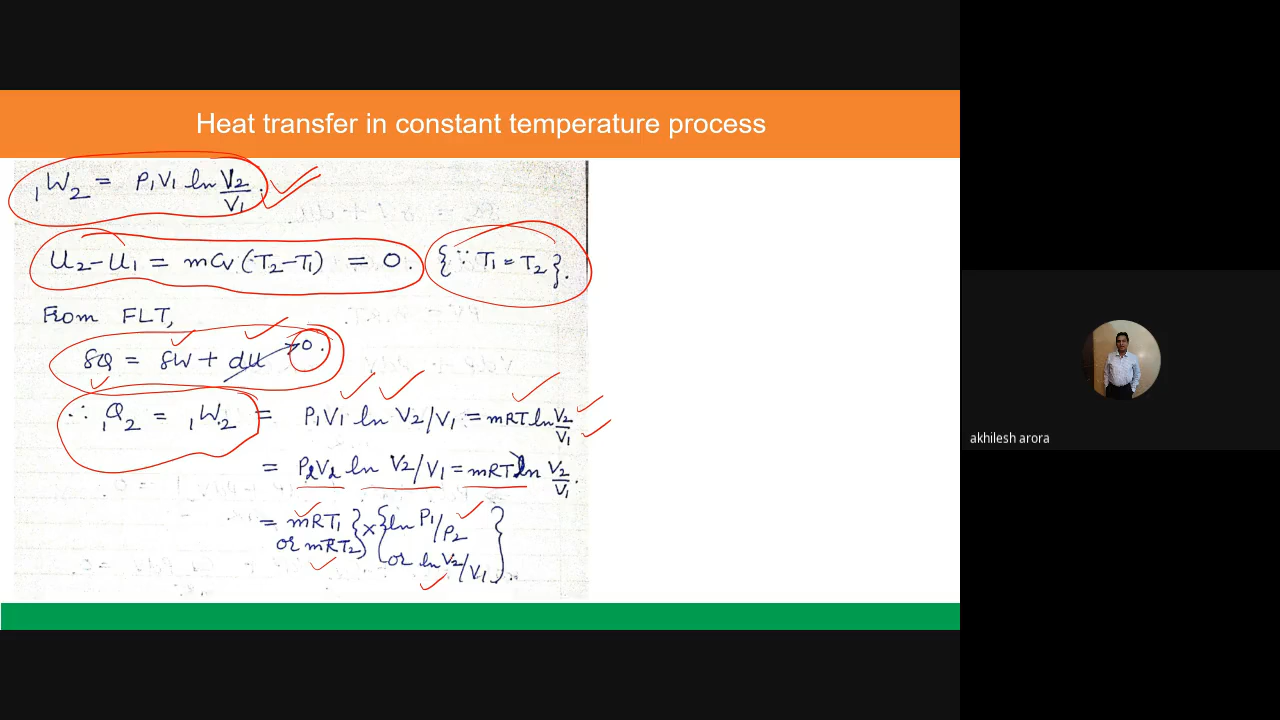 Heat transfer in constant temperature process
₁W₂ = P₁V₁ ln V₂/V₁.
U₂-U₁ = mCv (T₂-T₁) = 0. {∵ T₁ = T₂}.
From FLT,
δQ = δW + dU → 0.
∴ ₁Q₂ = ₁W₂ = P₁V₁ ln V₂/V₁ = mRT ln V₂/V₁
= P₂V₂ ln V₂/V₁ = mRT ln V₂/V₁.
= {mRT₁ or mRT₂} × {ln P₁/P₂ or ln V₂/V₁}.
akhilesh arora